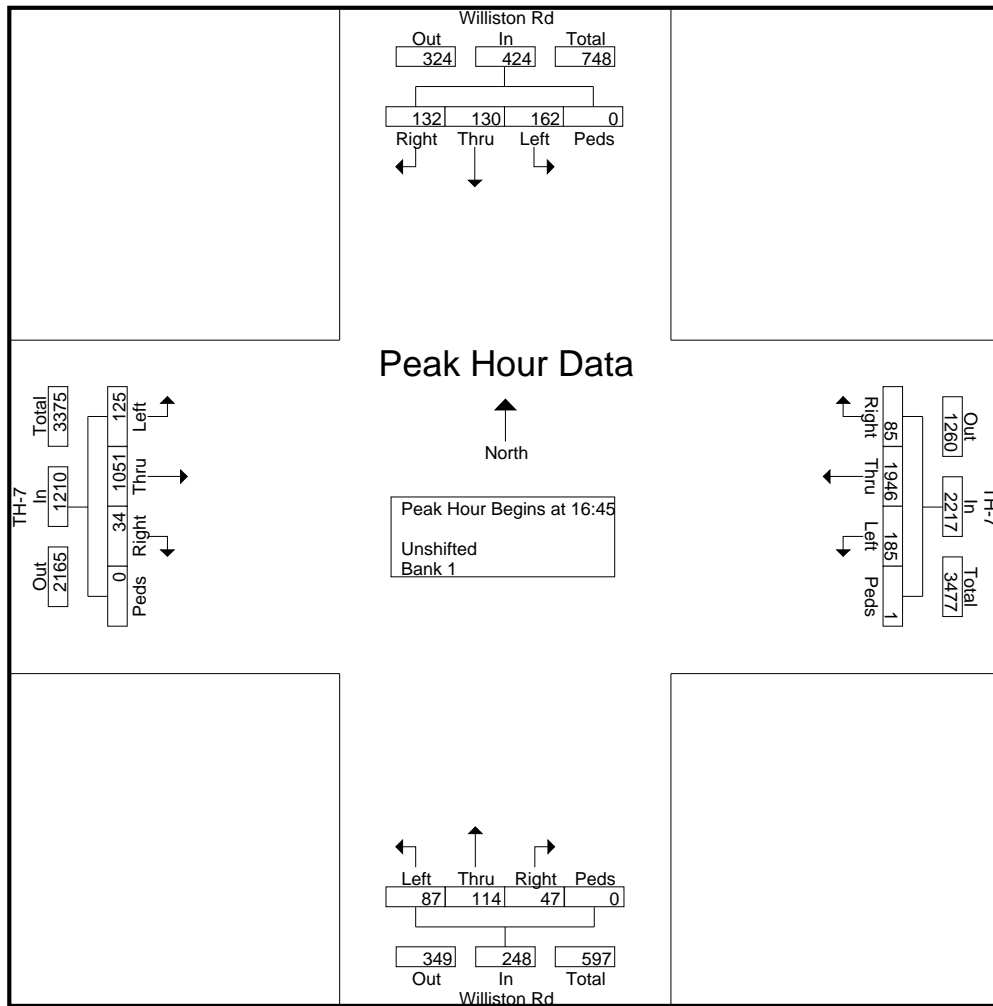 Williston Rd
Out In Total
324 424 748
132 130 162 0
Right Thru Left Peds
Peak Hour Data
North
Peak Hour Begins at 16:45
Unshifted
Bank 1
TH-7
Total In Out
3375 1210 2165
125 1051 34 0
Left Thru Right Peds
Right Thru Left Peds
85 1946 185 1
Out In Total
1260 2217 3477
TH-7
Left Thru Right Peds
87 114 47 0
349 248 597
Out In Total
Williston Rd